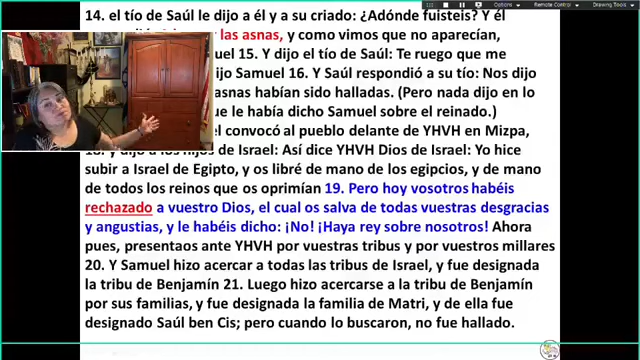 Presenting
Remote Control
Drawing Tools
14. el tío de Saúl le dijo a él y a su criado: ¿Adónde fuisteis? Y él
las asnas, y como vimos que no aparecían,
15. Y dijo el tío de Saúl: Te ruego que me
Samuel 16. Y Saúl respondió a su tío: Nos dijo
asnas habían sido halladas. (Pero nada dijo en lo
le había dicho Samuel sobre el reinado.)
convocó al pueblo delante de YHVH en Mizpa,
de Israel: Así dice YHVH Dios de Israel: Yo hice
subir a Israel de Egipto, y os libré de mano de los egipcios, y de mano
de todos los reinos que os oprimían 19. Pero hoy vosotros habéis
rechazado a vuestro Dios, el cual os salva de todas vuestras desgracias
y angustias, y le habéis dicho: ¡No! ¡Haya rey sobre nosotros! Ahora
pues, presentaos ante YHVH por vuestras tribus y por vuestros millares
20. Y Samuel hizo acercar a todas las tribus de Israel, y fue designada
la tribu de Benjamín 21. Luego hizo acercarse a la tribu de Benjamín
por sus familias, y fue designada la familia de Matri, y de ella fue
designado Saúl ben Cis; pero cuando lo buscaron, no fue hallado.